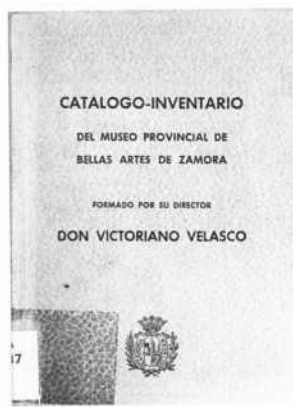 CATALOGO-INVENTARIO
DEL MUSEO PROVINCIAL DE
BELLAS ARTES DE ZAMORA
FORMADO POR SU DIRECTOR
DON VICTORIANO VELASCO